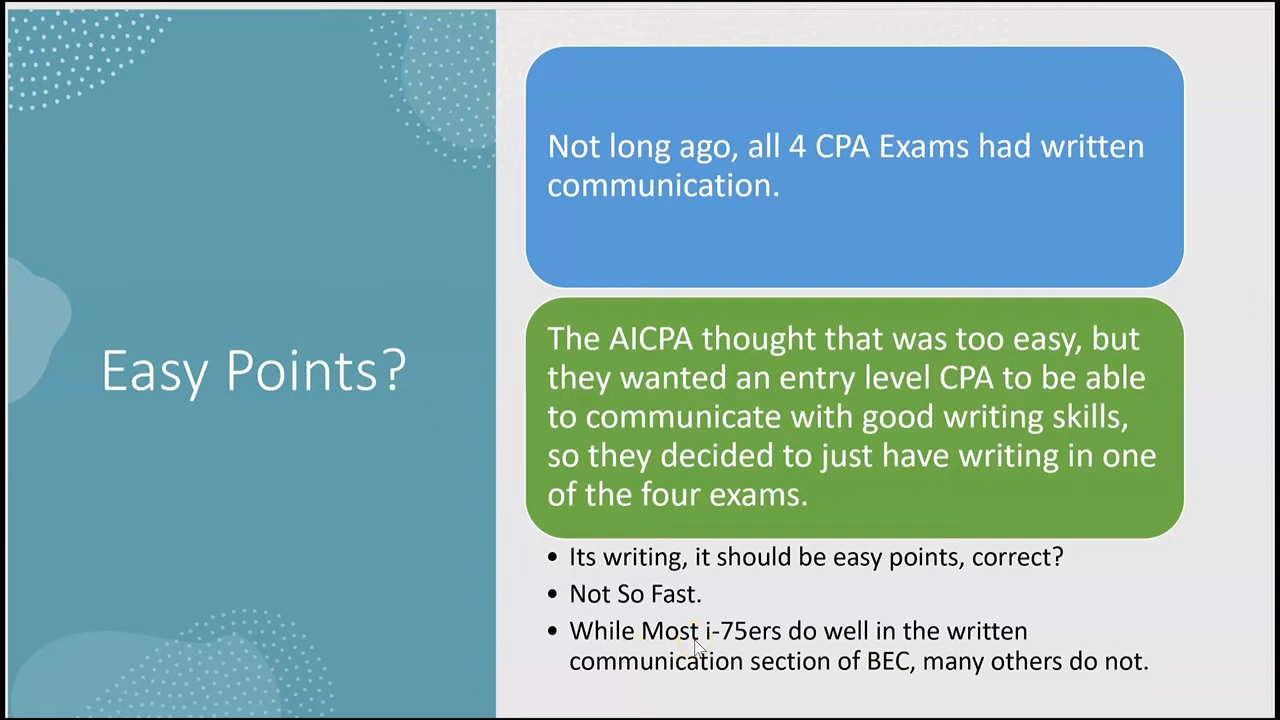 Easy Points?
Not long ago, all 4 CPA Exams had written
communication.
The AICPA thought that was too easy, but
they wanted an entry level CPA to be able
to communicate with good writing skills,
so they decided to just have writing in one
of the four exams.
• Its writing, it should be easy points, correct?
• Not So Fast.
• While Most i-75ers do well in the written
communication section of BEC, many others do not.